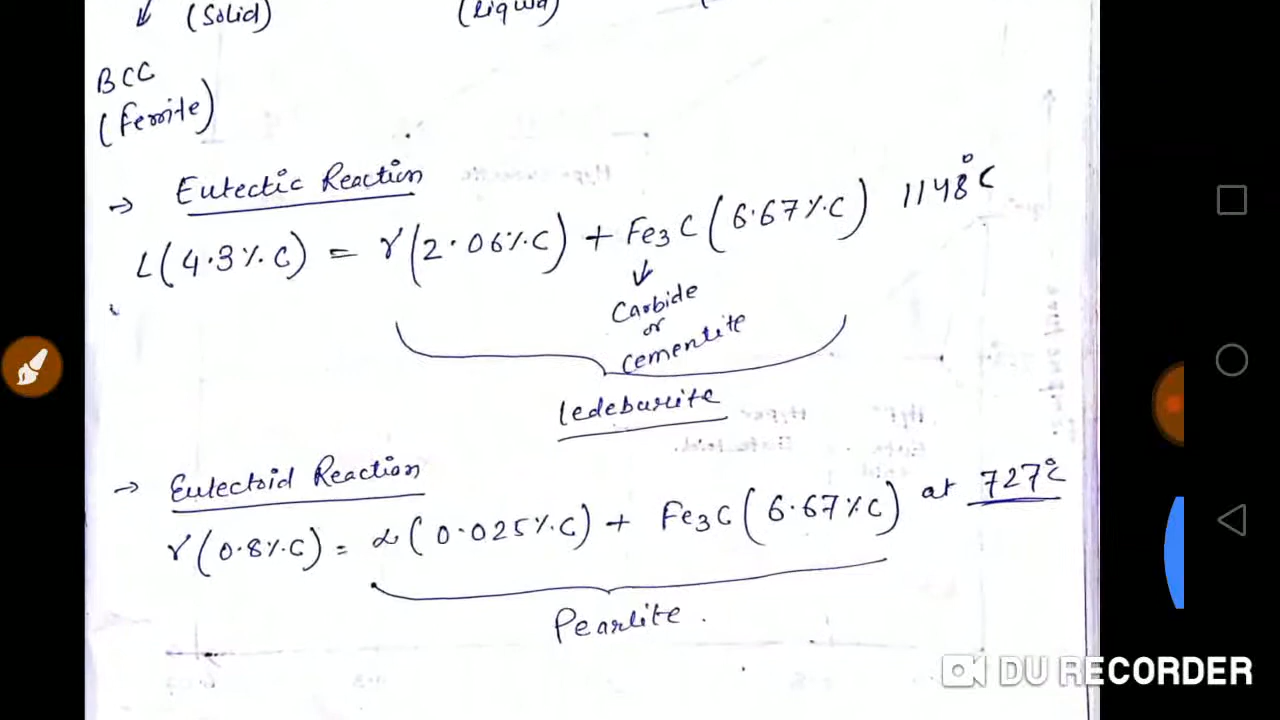 ↓ (Solid)
(Liquid)
BCC
(Ferrite)
→ Eutectic Reaction
L(4.3%C) = γ(2.06%C) + Fe₃C(6.67%C) 1148°C
↓
Carbide
or
cementite
ledeburite
→ Eutectoid Reaction
γ(0.8%C) = α(0.025%C) + Fe₃C(6.67%C) at 727°C
Pearlite.
DU RECORDER